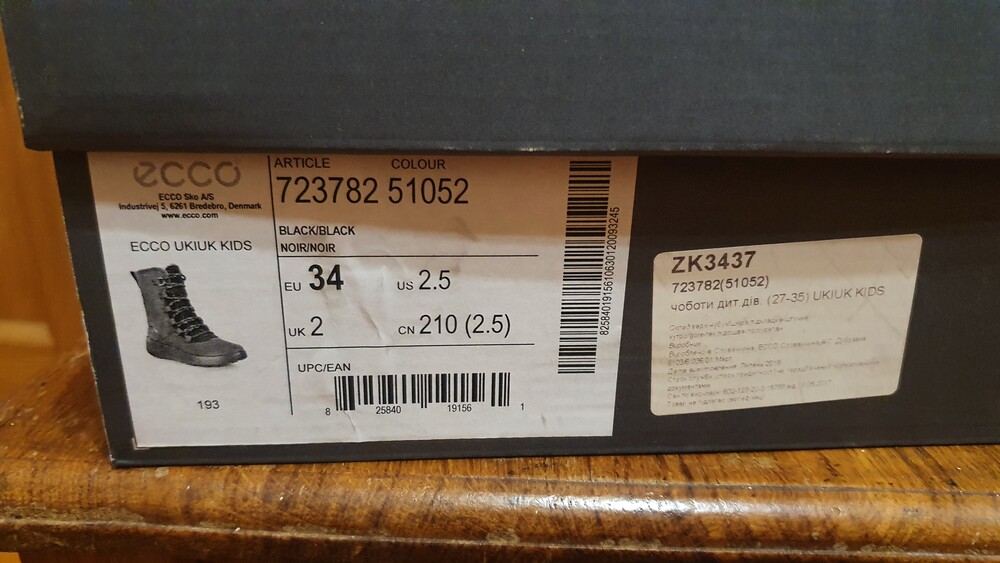 ecco
ECCO Sko A/S
Industrivej 5, 6261 Bredebro, Denmark
www.ecco.com
ECCO UKIUK KIDS
193
ARTICLE COLOUR
723782 51052
BLACK/BLACK
NOIR/NOIR
EU 34 US 2.5
UK 2 CN 210 (2.5)
UPC/EAN
8 25840 19156 1
8258401915610630120093245
ZK3437
723782(51052)
чоботи дит.дів. (27-35) UKIUK KIDS